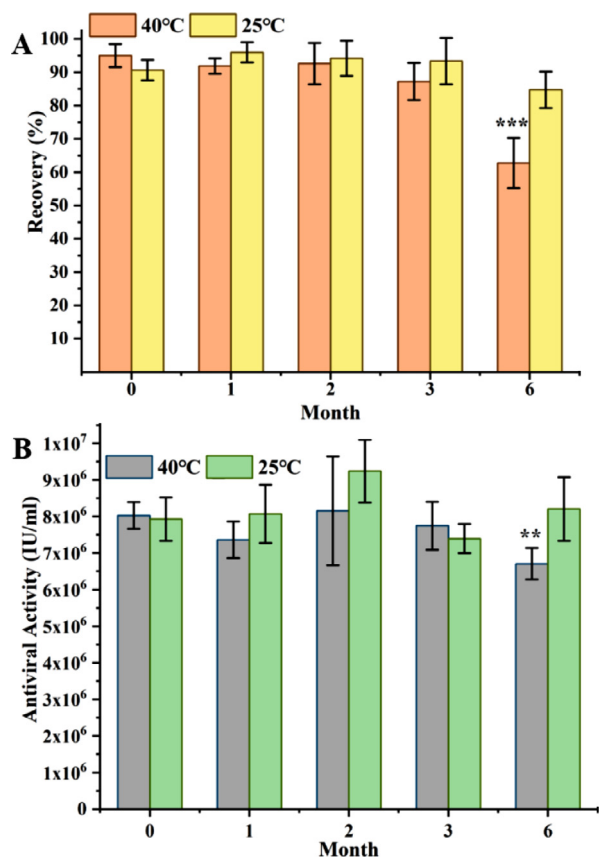 A
40℃ 25℃
Recovery (%)
100
90
80
70
60
50
40
30
20
10
***
0 1 2 3 6
Month
B
40℃ 25℃
Antiviral Activity (IU/ml)
1x10⁷
9x10⁶
8x10⁶
7x10⁶
6x10⁶
5x10⁶
4x10⁶
3x10⁶
2x10⁶
1x10⁶
0
**
0 1 2 3 6
Month